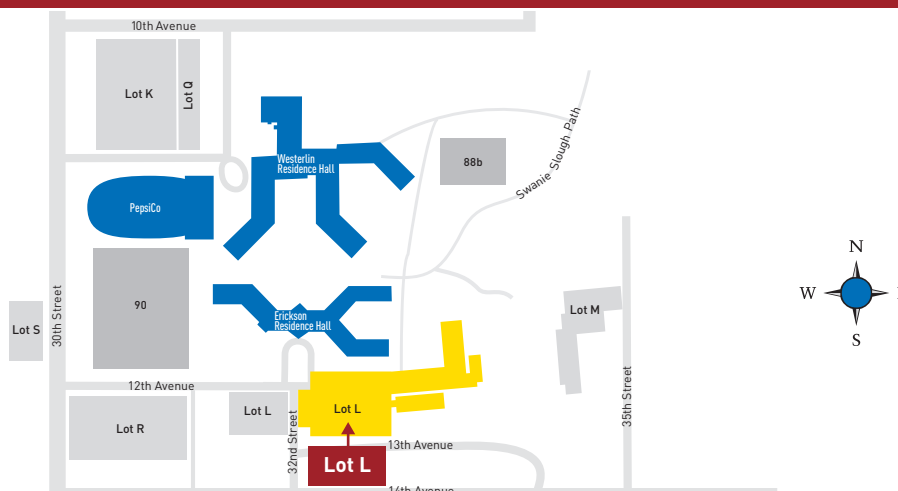 10th Avenue
Lot K
Lot Q
Westerlin
Residence Hall
88b
Swanie Slough Path
PepsiCo
N
W
S
90
Lot M
Lot S
30th Street
Erickson
Residence Hall
12th Avenue
35th Street
Lot L
Lot L
Lot R
32nd Street
13th Avenue
Lot L
14th Avenue